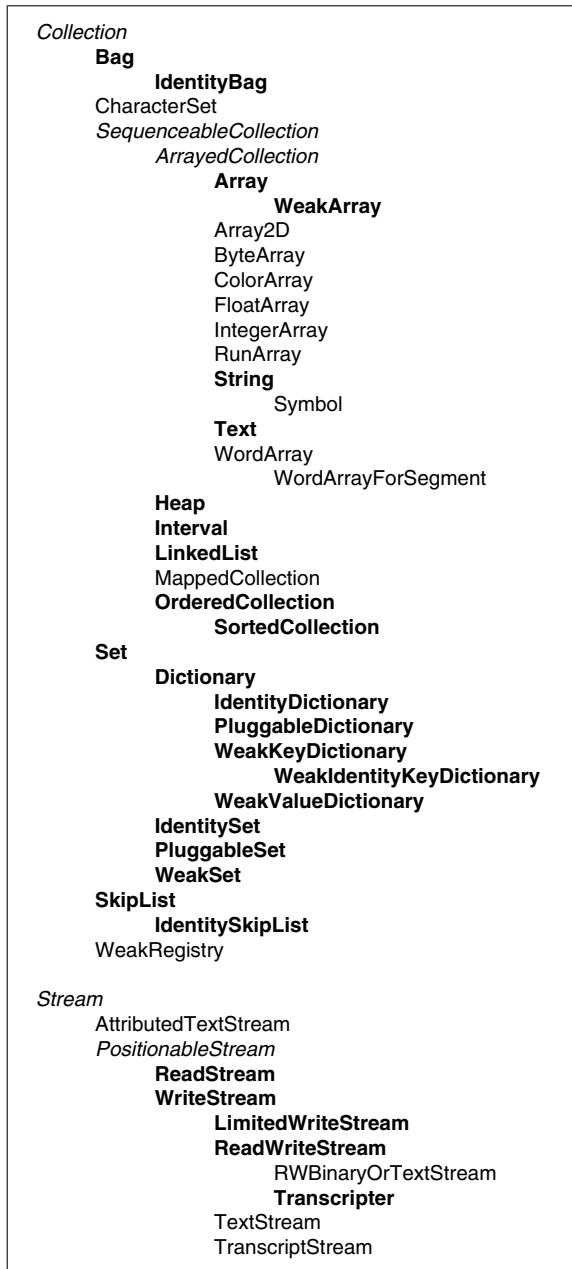 Collection
Bag
IdentityBag
CharacterSet
SequenceableCollection
ArrayedCollection
Array
WeakArray
Array2D
ByteArray
ColorArray
FloatArray
IntegerArray
RunArray
String
Symbol
Text
WordArray
WordArrayForSegment
Heap
Interval
LinkedList
MappedCollection
OrderedCollection
SortedCollection
Set
Dictionary
IdentityDictionary
PluggableDictionary
WeakKeyDictionary
WeakIdentityKeyDictionary
WeakValueDictionary
IdentitySet
PluggableSet
WeakSet
SkipList
IdentitySkipList
WeakRegistry
Stream
AttributedTextStream
PositionableStream
ReadStream
WriteStream
LimitedWriteStream
ReadWriteStream
RWBinaryOrTextStream
Transcripter
TextStream
TranscriptStream